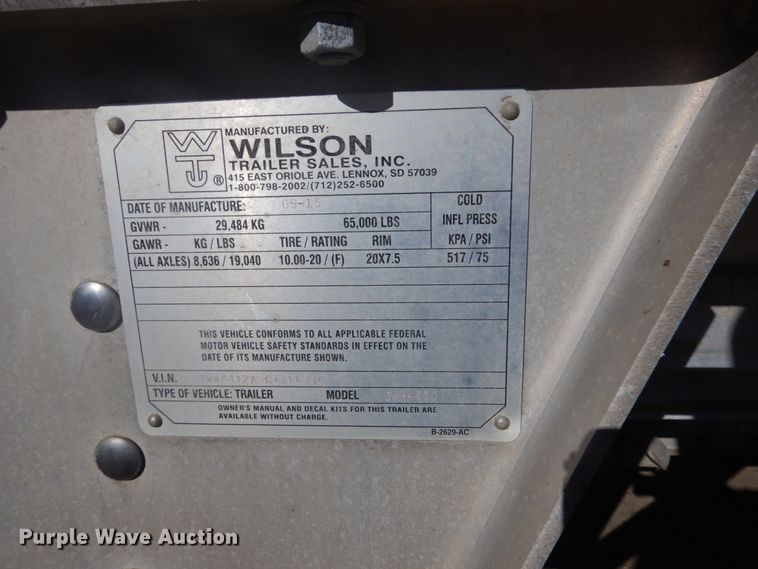 MANUFACTURED BY:
WILSON
TRAILER SALES, INC.
415 EAST ORIOLE AVE. LENNOX, SD 57039
1-800-798-2002/(712)252-6500
WT ®
DATE OF MANUFACTURE: 09-15
GVWR - 29,484 KG 65,000 LBS
COLD
INFL PRESS
GAWR - KG / LBS TIRE / RATING RIM KPA / PSI
(ALL AXLES) 8,636 / 19,040 10.00-20 / (F) 20X7.5 517 / 75
THIS VEHICLE CONFORMS TO ALL APPLICABLE FEDERAL
MOTOR VEHICLE SAFETY STANDARDS IN EFFECT ON THE
DATE OF ITS MANUFACTURE SHOWN.
V.I.N.
TYPE OF VEHICLE: TRAILER MODEL
OWNER'S MANUAL AND DECAL KITS FOR THIS TRAILER ARE
AVAILABLE WITHOUT CHARGE.
B-2629-AC
Purple Wave Auction